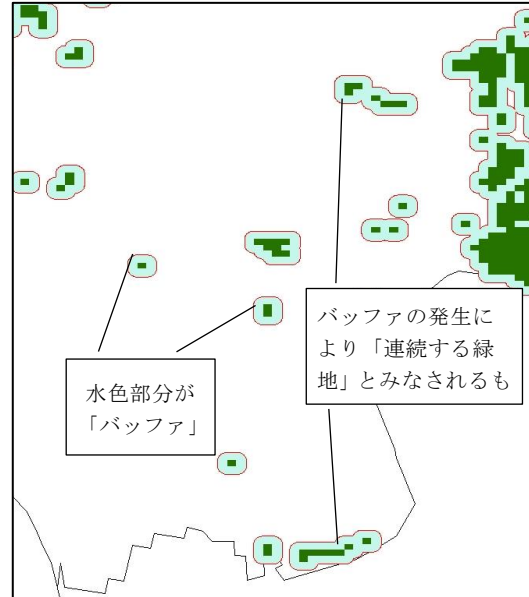 水色部分が
「バッファ」
バッファの発生に
より「連続する緑
地」とみなされるも